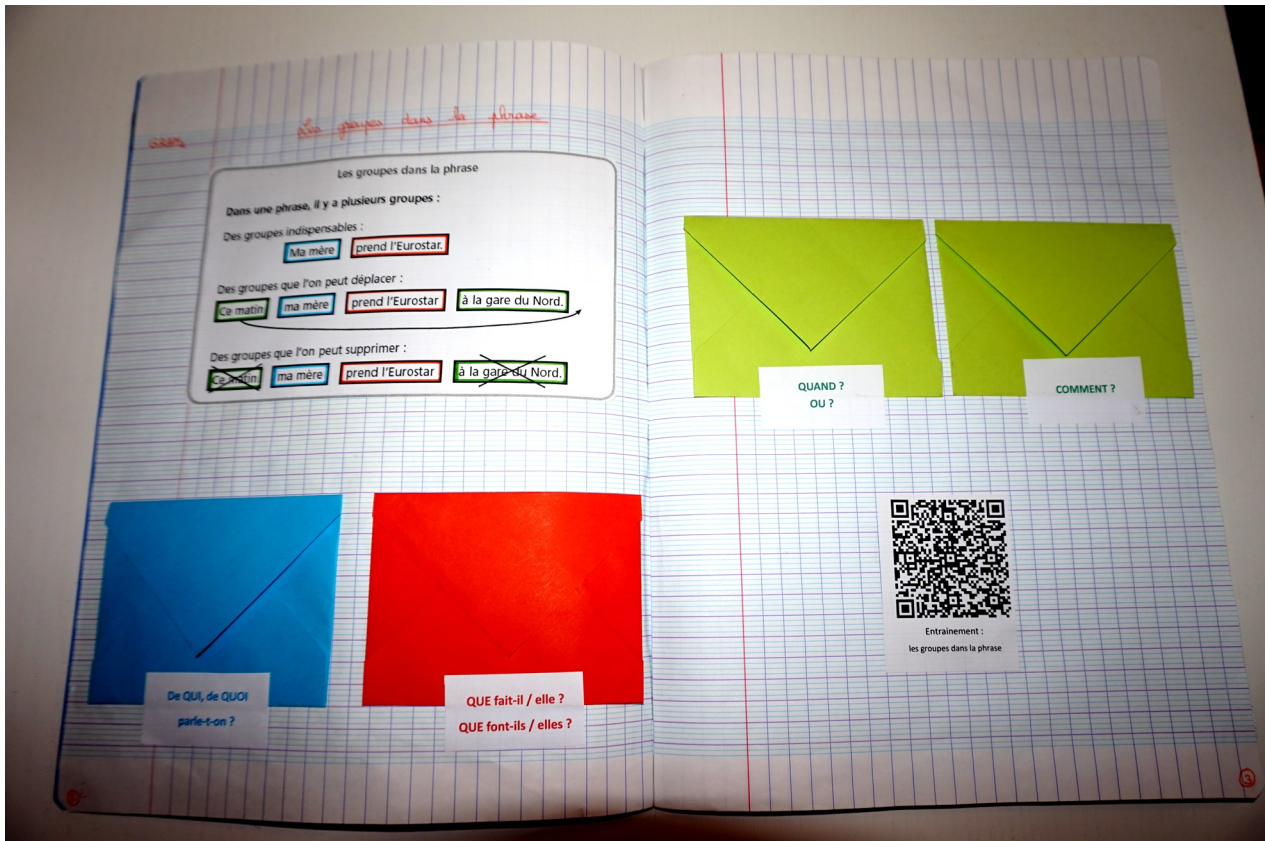 GRAM
Les groupes dans la phrase
Les groupes dans la phrase
Dans une phrase, il y a plusieurs groupes :
Des groupes indispensables :
Ma mère prend l'Eurostar.
Des groupes que l'on peut déplacer :
Ce matin ma mère prend l'Eurostar à la gare du Nord.
Des groupes que l'on peut supprimer :
Ce matin ma mère prend l'Eurostar à la gare du Nord.
De QUI, de QUOI
parle-t-on ?
QUE fait-il / elle ?
QUE font-ils / elles ?
QUAND ?
OU ?
COMMENT ?
Entrainement :
les groupes dans la phrase
3